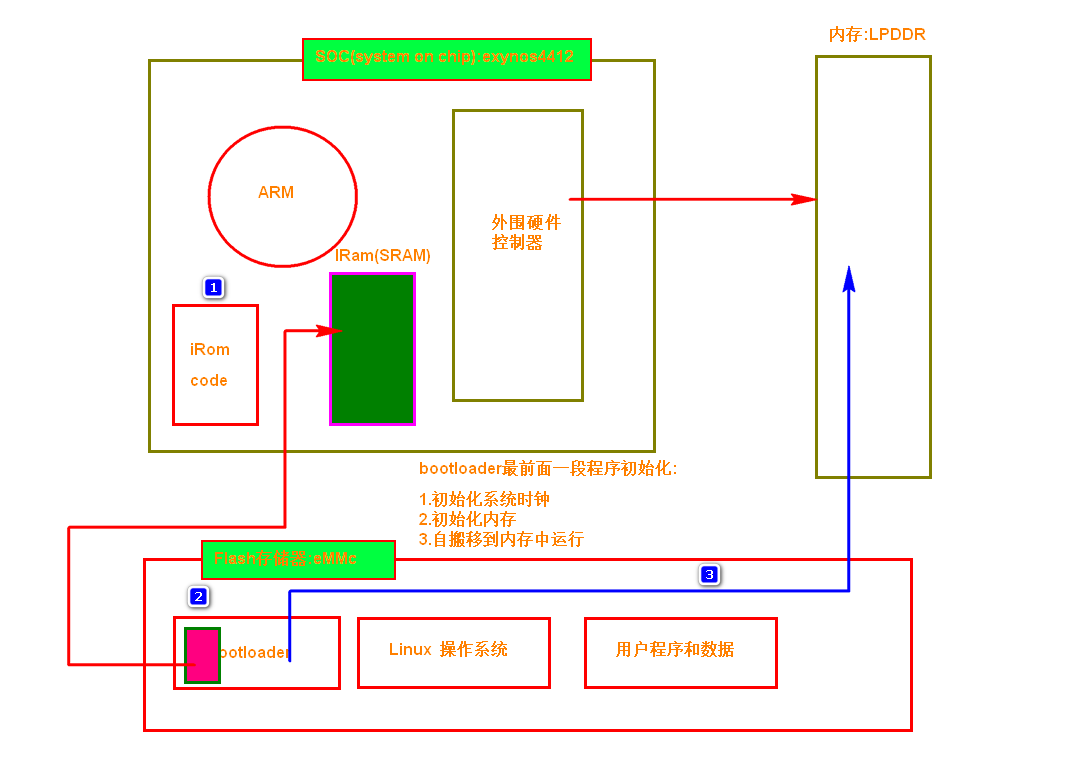 内存:LPDDR
SOC(system on chip):exynos4412
ARM
外围硬件
控制器
IRam(SRAM)
1
iRom
code
bootloader最前面一段程序初始化:
1.初始化系统时钟
2.初始化内存
3.自搬移到内存中运行
Flash存储器:eMMc
3
2
ootloader
Linux 操作系统
用户程序和数据